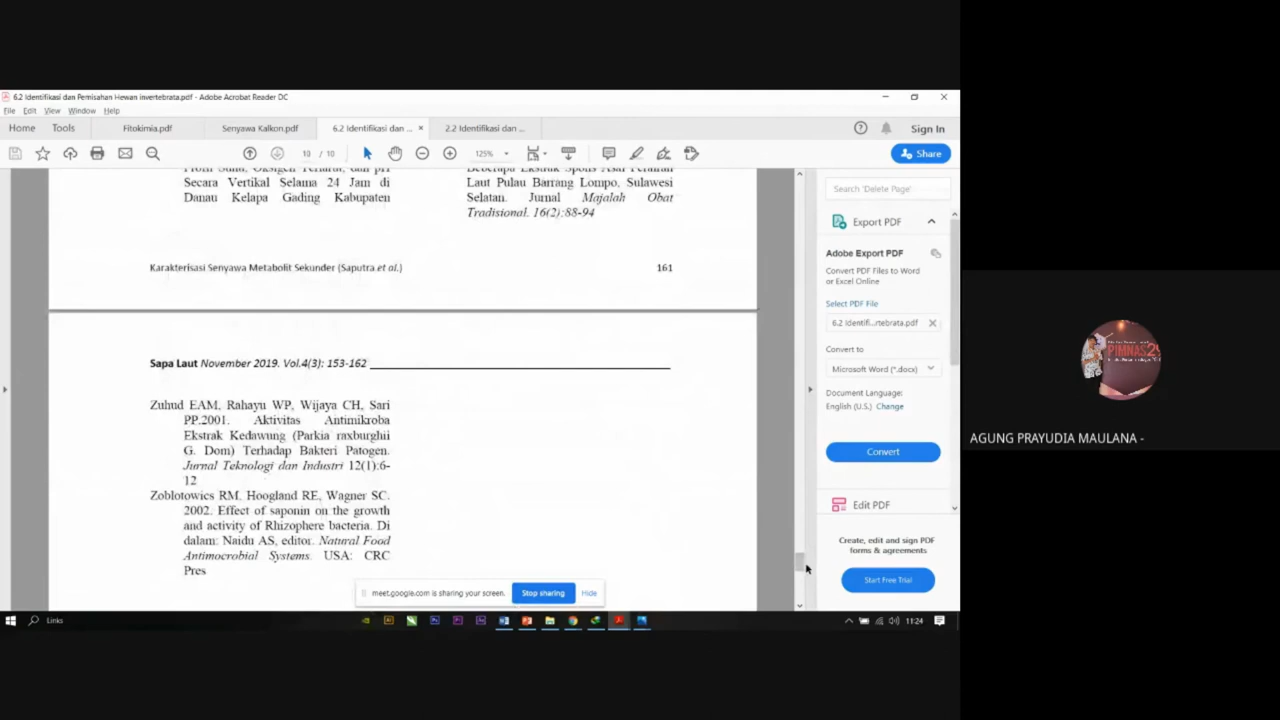 6.2 Identifikasi dan Pemisahan Hewan invertebrata.pdf - Adobe Acrobat Reader DC
File Edit View Window Help
Home Tools Fitokimia.pdf Senyawa Kalkon.pdf 6.2 Identifiikasi dan ... × 2.2 Identifikasi dan ... Sign In
10 / 10 125% Share
Secara Vertikal Selama 24 Jam di
Danau Kelapa Gading Kabupaten
Beberapa Ekstrak Spons Asal Perairan
Laut Pulau Barrang Lompo, Sulawesi
Selatan. Jurnal Majalah Obat
Tradisional. 16(2):88-94
Karakterisasi Senyawa Metabolit Sekunder (Saputra et al.) 161
Sapa Laut November 2019. Vol.4(3): 153-162
Zuhud EAM, Rahayu WP, Wijaya CH, Sari
PP.2001. Aktivitas Antimikroba
Ekstrak Kedawung (Parkia raxburghii
G. Dom) Terhadap Bakteri Patogen.
Jurnal Teknologi dan Industri 12(1):6-
12
Zoblotowics RM, Hoogland RE, Wagner SC.
2002. Effect of saponin on the growth
and activity of Rhizophere bacteria. Di
dalam: Naidu AS, editor. Natural Food
Antimocrobial Systems. USA: CRC
Pres
Search 'Delete Page'
Export PDF
Adobe Export PDF
Convert PDF Files to Word
or Excel Online
Select PDF File
6.2 Identifi...rtebrata.pdf
Convert to
Microsoft Word (*.docx)
Document Language:
English (U.S.) Change
Convert
Edit PDF
Create, edit and sign PDF
forms & agreements
Start Free Trial
meet.google.com is sharing your screen. Stop sharing Hide
Links
11:24
PIMNAS
AGUNG PRAYUDIA MAULANA -